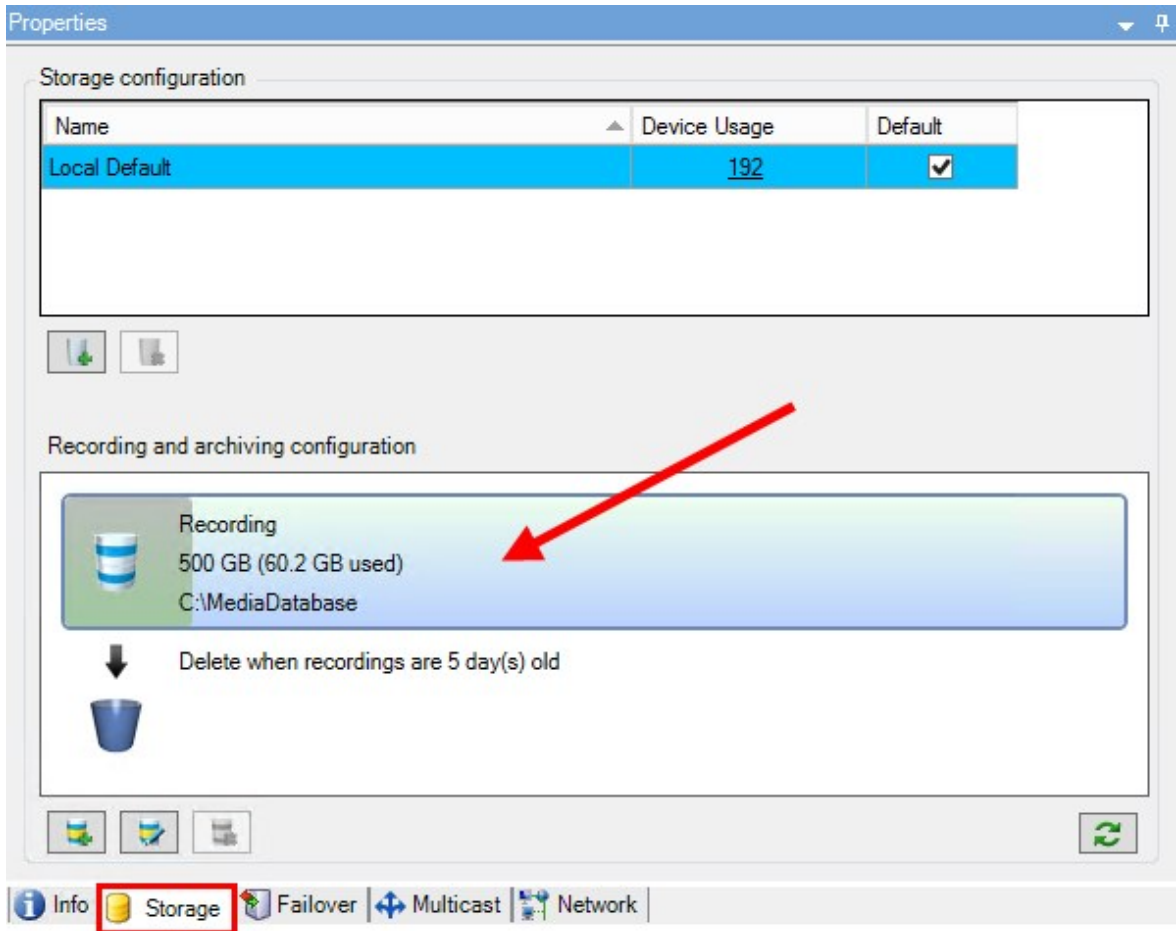 Properties
Storage configuration
Name Device Usage Default
Local Default 192
Recording and archiving configuration
Recording
500 GB (60.2 GB used)
C:\MediaDatabase
Delete when recordings are 5 day(s) old
Info Storage Failover Multicast Network